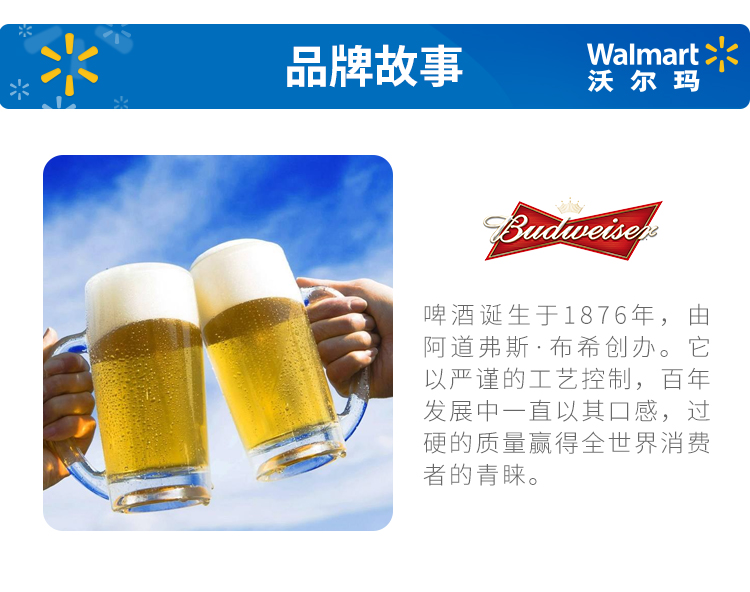 品牌故事
Walmart
沃尔玛
Budweiser
啤酒诞生于1876年，由
阿道弗斯·布希创办。它
以严谨的工艺控制，百年
发展中一直以其口感，过
硬的质量赢得全世界消费
者的青睐。